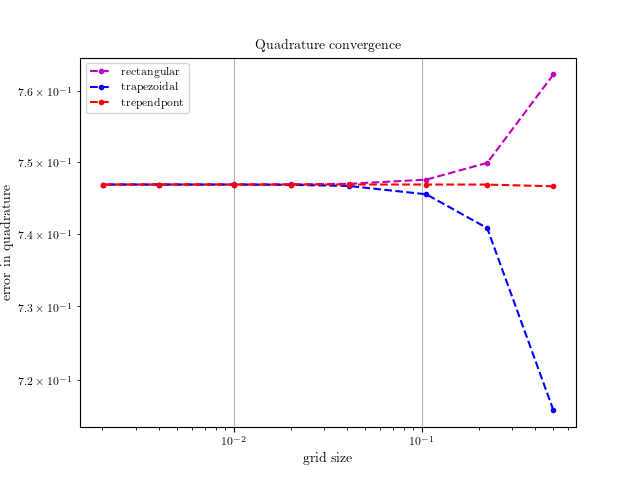 Quadrature convergence
rectangular
trapezoidal
trependpont
7.6 × 10⁻¹
7.5 × 10⁻¹
7.4 × 10⁻¹
7.3 × 10⁻¹
7.2 × 10⁻¹
error in quadrature
10⁻² 10⁻¹
grid size